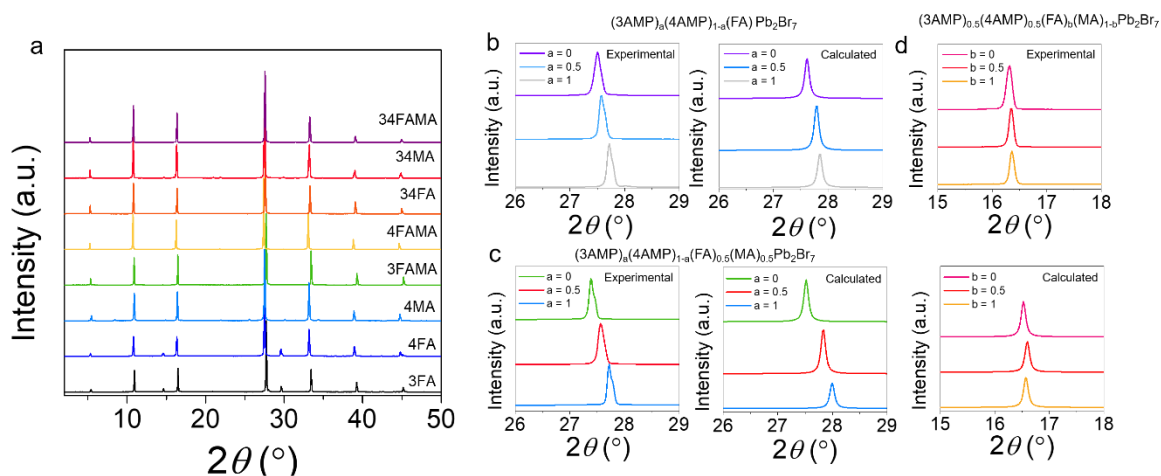 a
Intensity (a.u.)
34FAMA
34MA
34FA
4FAMA
3FAMA
4MA
4FA
3FA
10 20 30 40 50
2θ (°)
(3AMP)a(4AMP)1-a(FA) Pb2Br7
b
Intensity (a.u.)
a = 0
a = 0.5
a = 1
Experimental
26 27 28 29
2θ (°)
Intensity (a.u.)
a = 0
a = 0.5
a = 1
Calculated
26 27 28 29
2θ (°)
(3AMP)a(4AMP)1-a(FA)0.5(MA)0.5Pb2Br7
c
Intensity (a.u.)
a = 0
a = 0.5
a = 1
Experimental
26 27 28 29
2θ (°)
Intensity (a.u.)
a = 0
a = 0.5
a = 1
Calculated
26 27 28 29
2θ (°)
(3AMP)0.5(4AMP)0.5(FA)b(MA)1-bPb2Br7
d
Intensity (a.u.)
b = 0
b = 0.5
b = 1
Experimental
15 16 17 18
2θ (°)
Intensity (a.u.)
b = 0
b = 0.5
b = 1
Calculated
15 16 17 18
2θ (°)